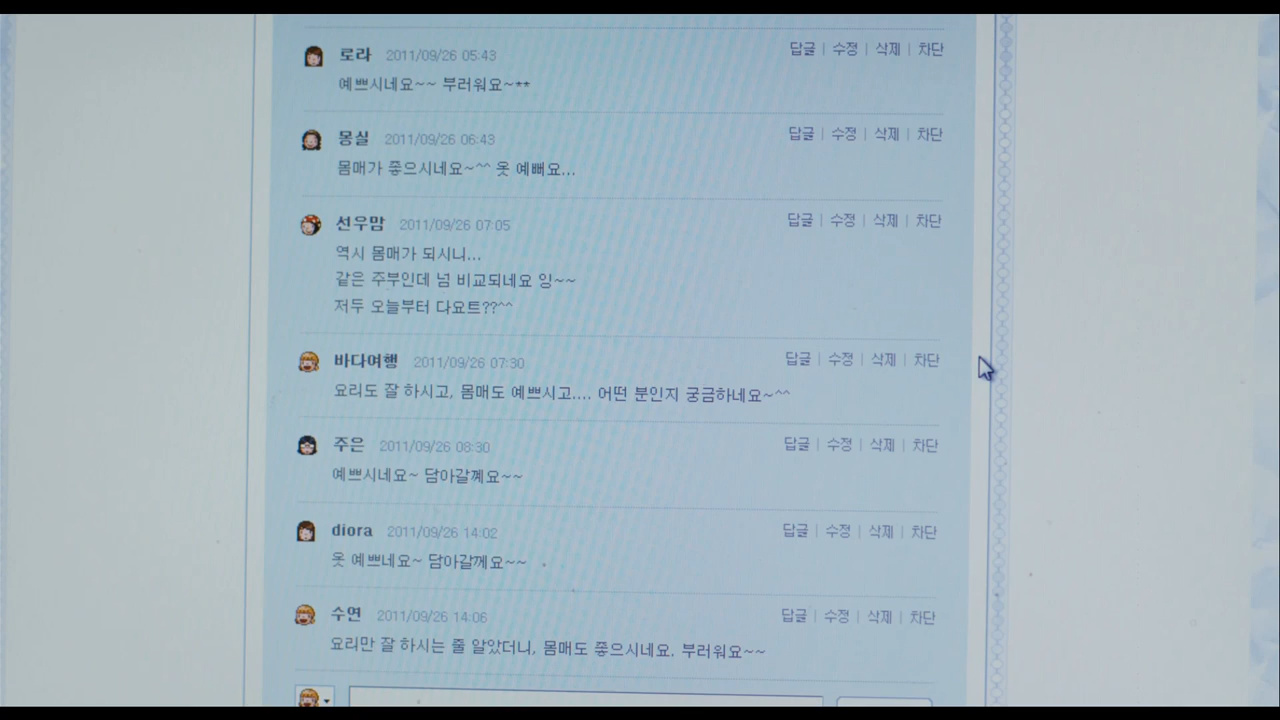 로라 2011/09/26 05:43 답글 | 수정 | 삭제 | 차단
예쁘시네요~~ 부러워요~**
몽실 2011/09/26 06:43 답글 | 수정 | 삭제 | 차단
몸매가 좋으시네요~^^ 옷 예뻐요...
선우맘 2011/09/26 07:05 답글 | 수정 | 삭제 | 차단
역시 몸매가 되시니...
같은 주부인데 넘 비교되네요 잉~~
저두 오늘부터 다요트??^^
바다여행 2011/09/26 07:30 답글 | 수정 | 삭제 | 차단
요리도 잘 하시고, 몸매도 예쁘시고.... 어떤 분인지 궁금하네요~^^
주은 2011/09/26 08:30 답글 | 수정 | 삭제 | 차단
예쁘시네요~ 담아갈꼐요~~
diora 2011/09/26 14:02 답글 | 수정 | 삭제 | 차단
옷 예쁘네요~ 담아갈께요~~
수연 2011/09/26 14:06 답글 | 수정 | 삭제 | 차단
요리만 잘 하시는 줄 알았더니, 몸매도 좋으시네요. 부러워요~~